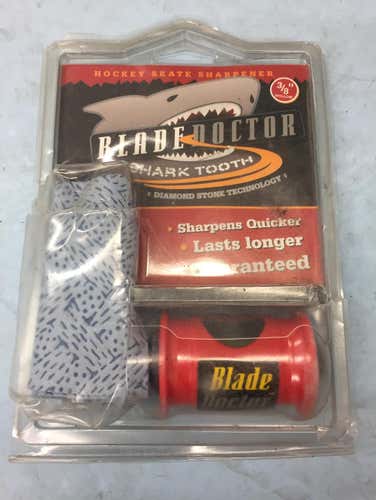 HOCKEY SKATE SHARPENER
3/8"
BLADE DOCTOR
SHARK TOOTH
DIAMOND STONE TECHNOLOGY
• Sharpens Quicker
• Lasts longer
Blade
Doctor